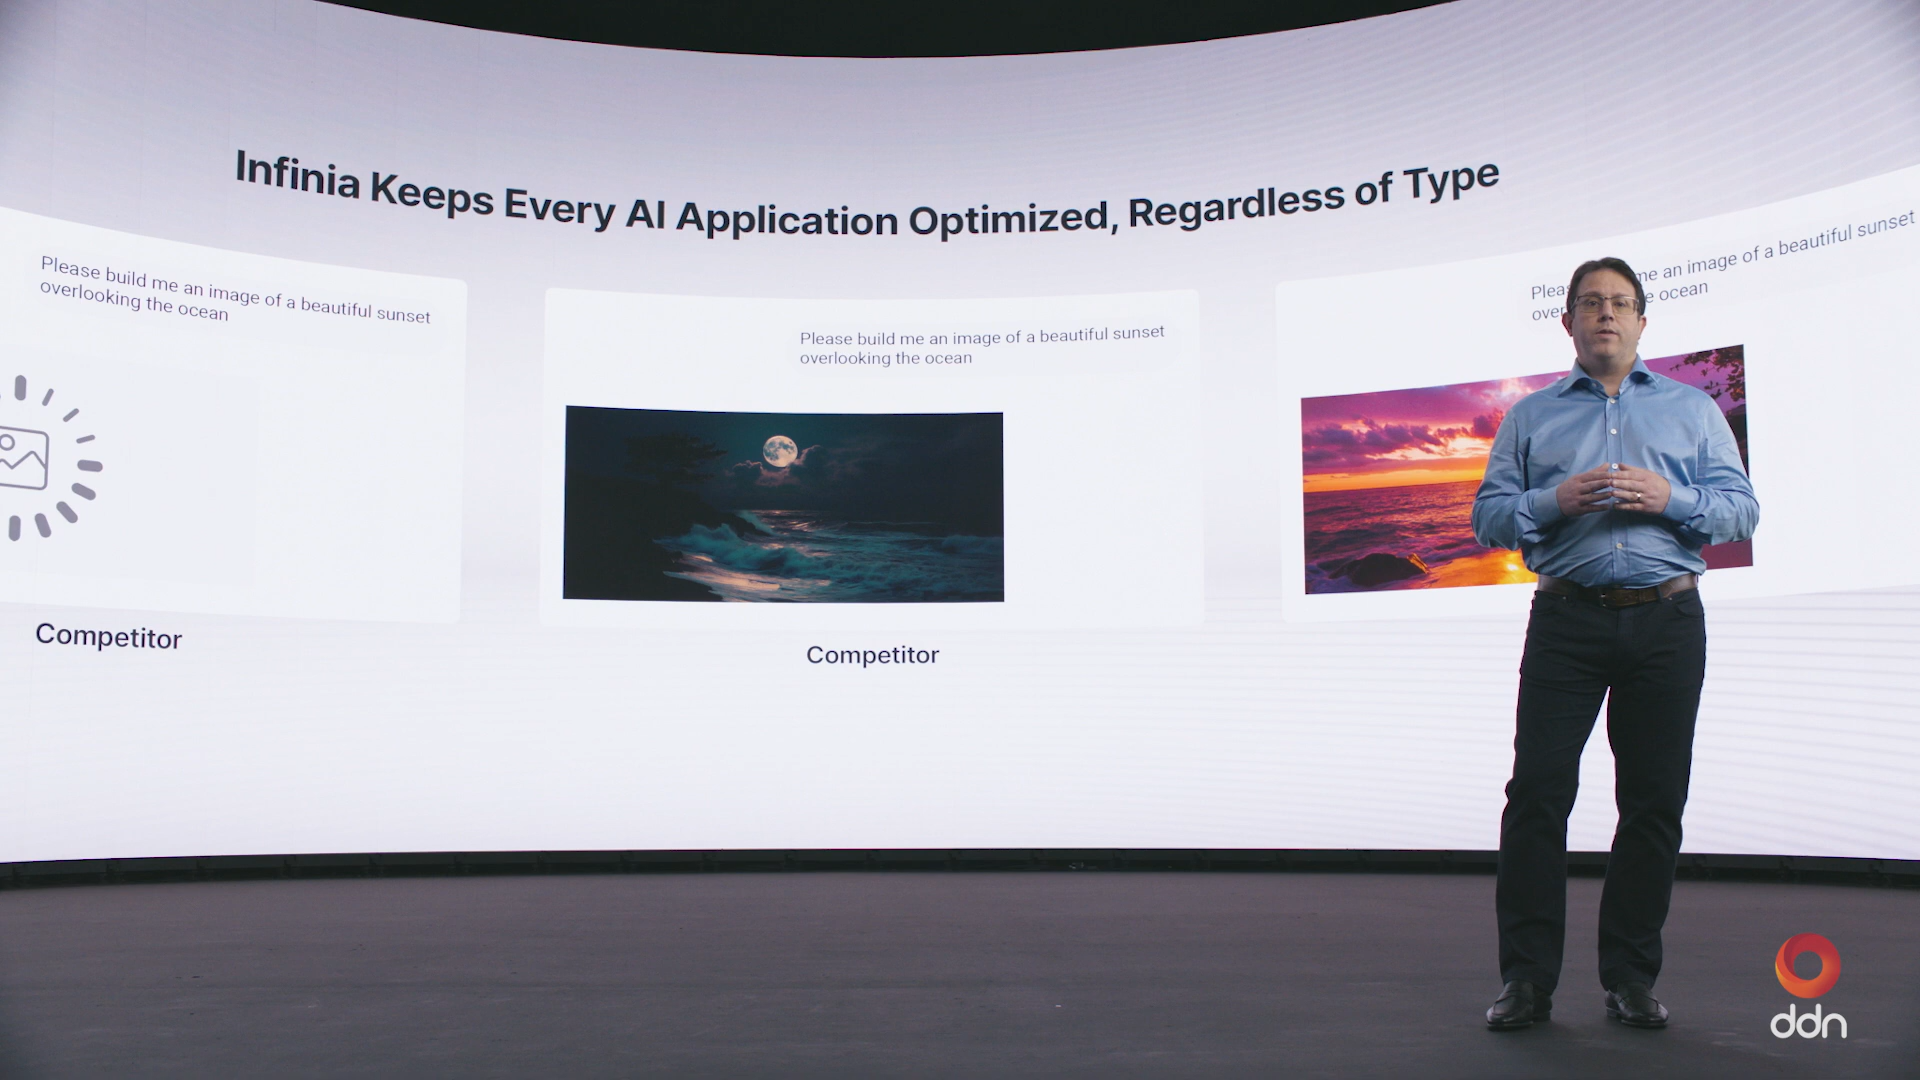 Infinia Keeps Every AI Application Optimized, Regardless of Type
Please build me an image of a beautiful sunset
overlooking the ocean
Competitor
Please build me an image of a beautiful sunset
overlooking the ocean
Competitor
me an image of a beautiful sunset
ocean
ddn